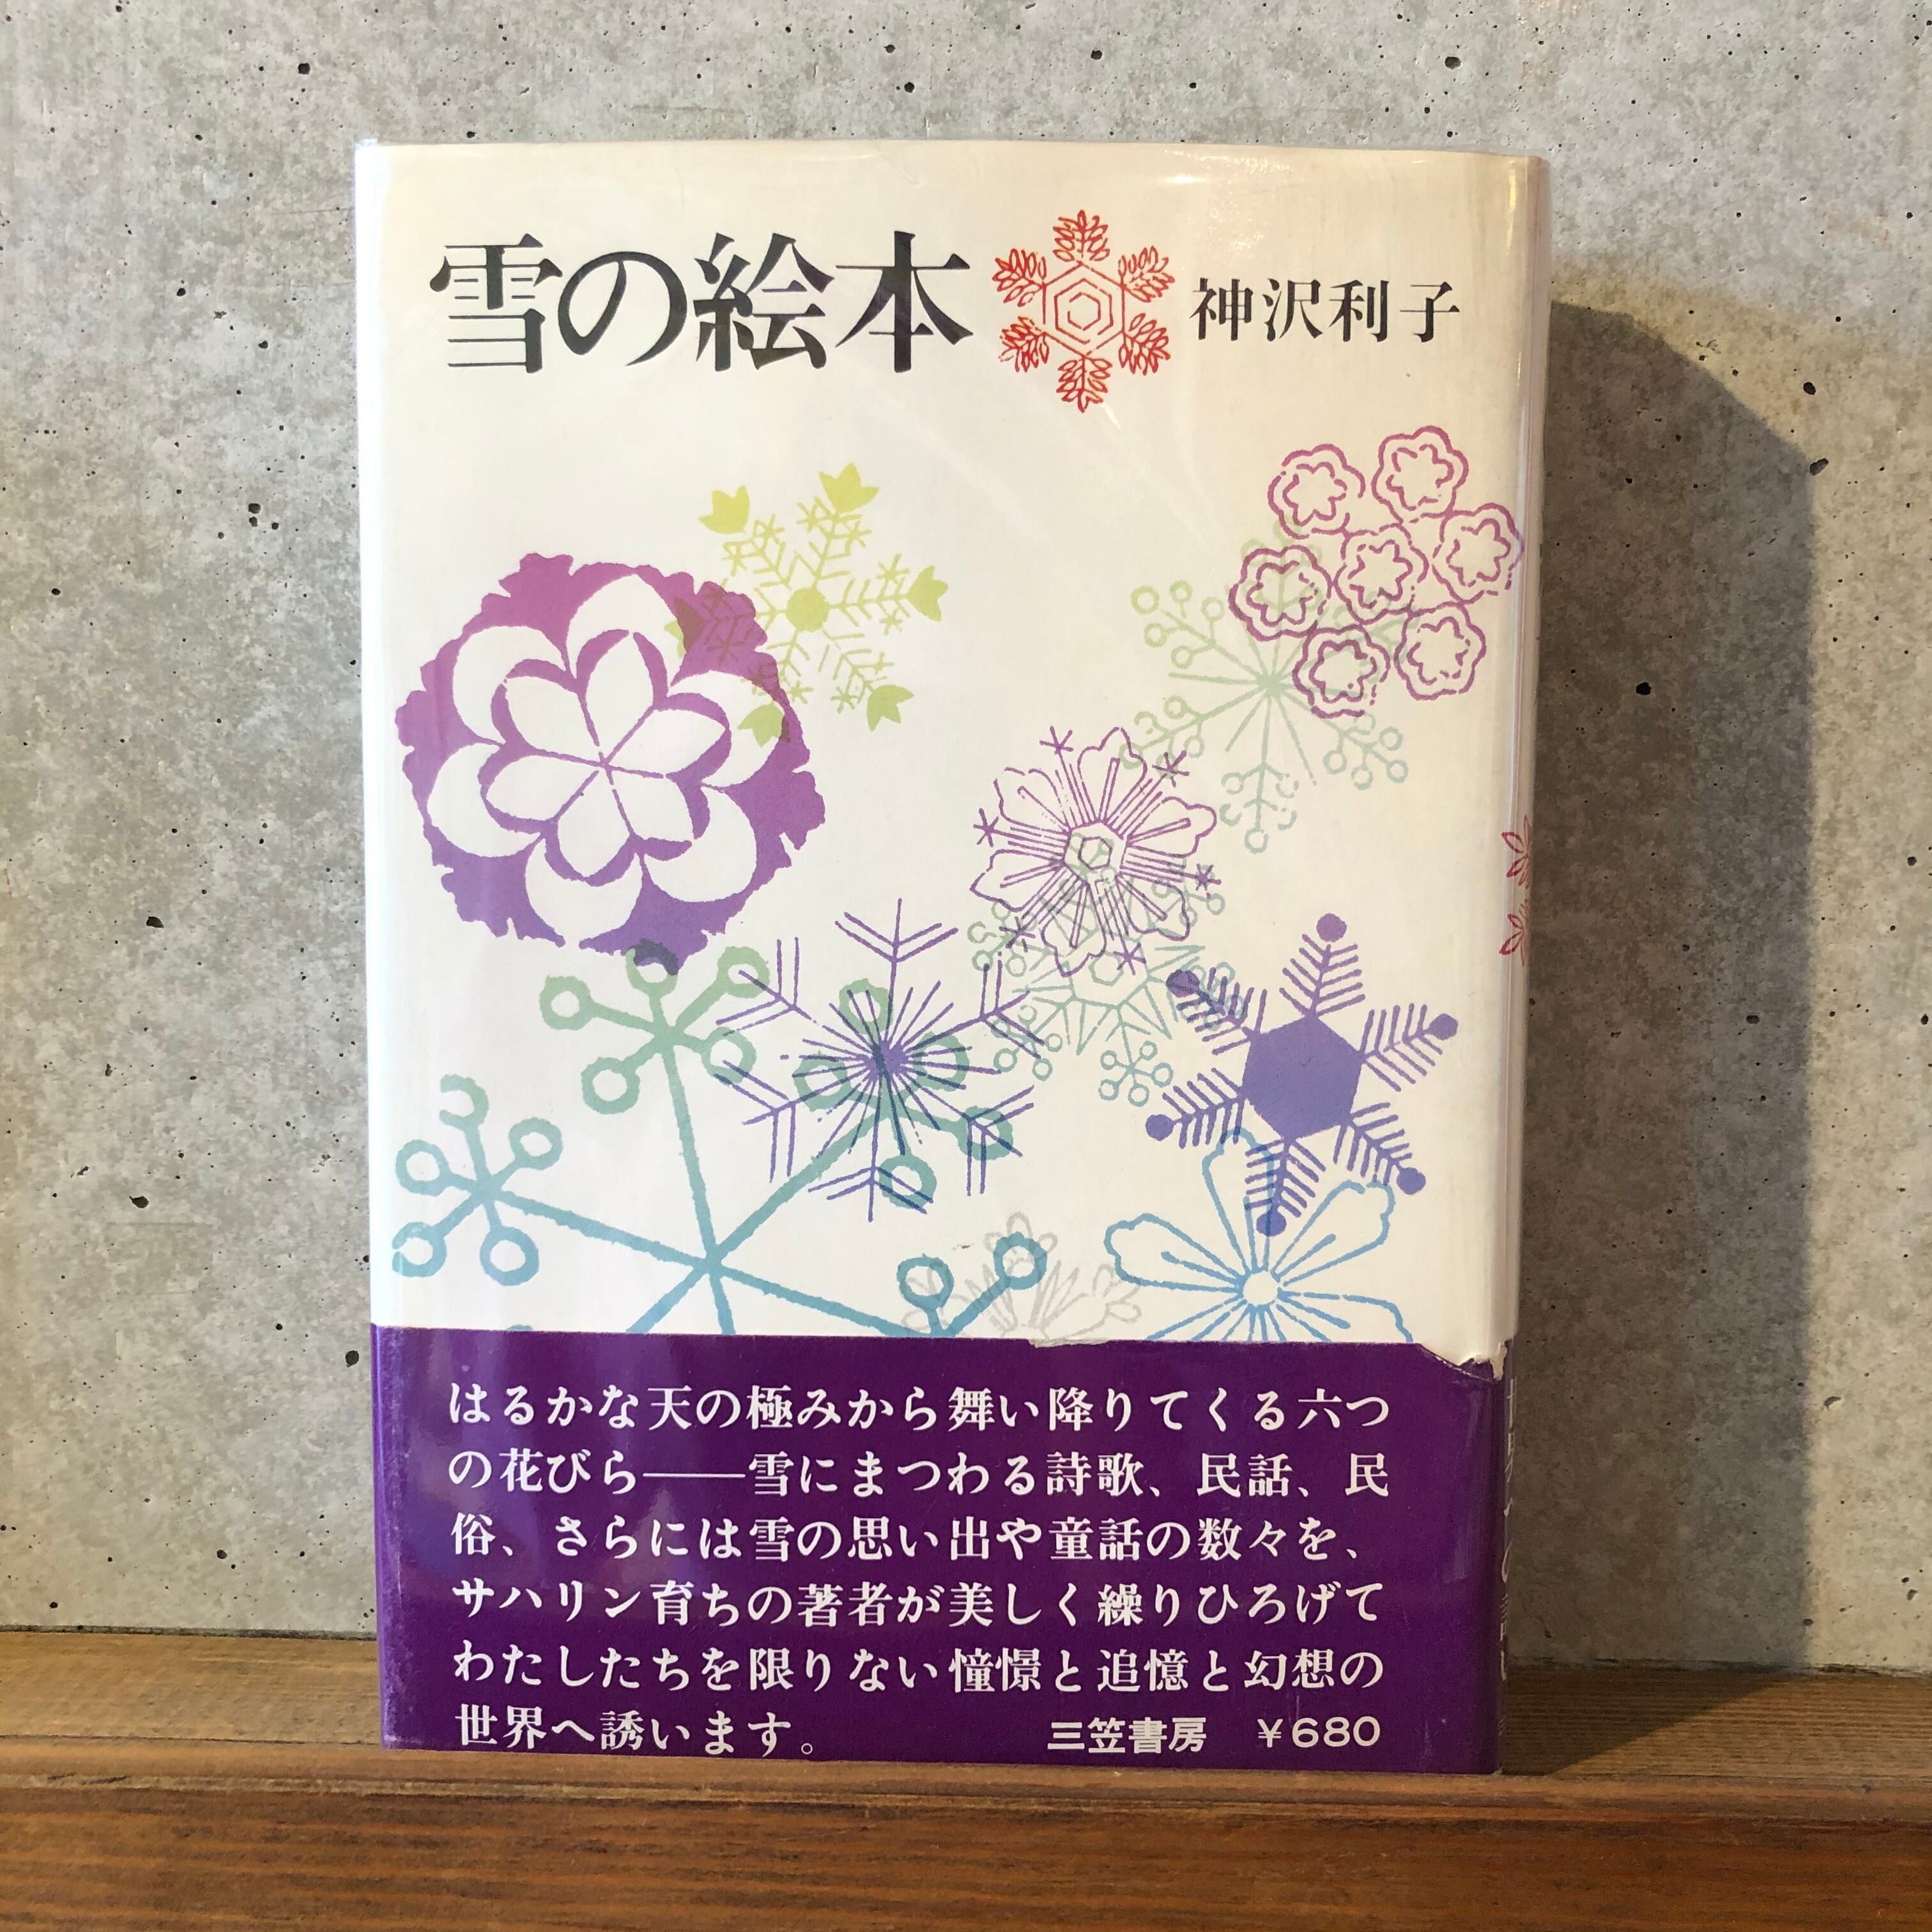 雪の絵本
神沢利子
はるかな天の極みから舞い降りてくる六つ
の花びら――雪にまつわる詩歌、民話、民
俗、さらには雪の思い出や童話の数々を、
サハリン育ちの著者が美しく繰りひろげて
わたしたちを限りない憧憬と追憶と幻想の
世界へ誘います。
三笠書房 ¥680